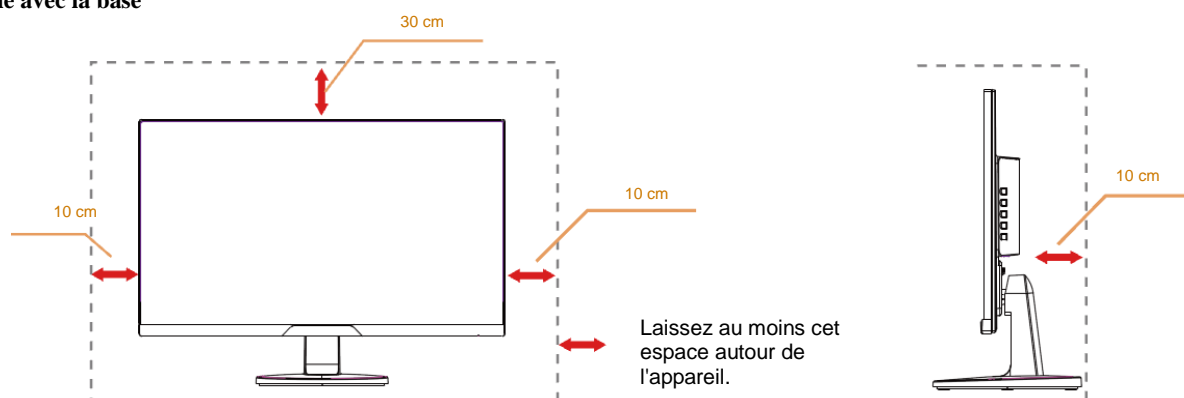 avec la base
30 cm
10 cm
10 cm
10 cm
Laissez au moins cet
espace autour de
l'appareil.